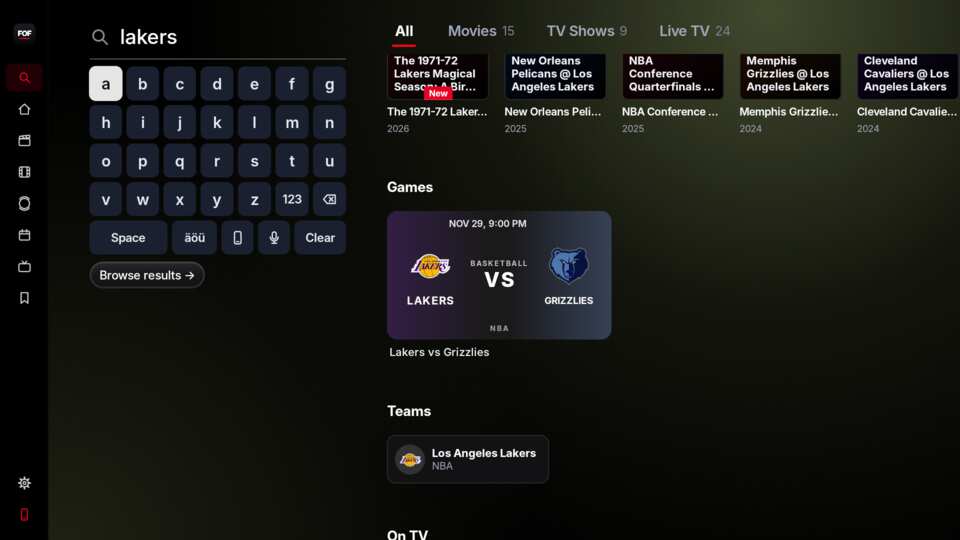 FOF
lakers
All
Movies 15
TV Shows 9
Live TV 24
a b c d e f g
h i j k l m n
o p q r s t u
v w x y z 123
Space äöü Clear
Browse results →
The 1971-72
Lakers Magical
Season: A Bir...
New
The 1971-72 Laker...
2026
New Orleans
Pelicans @ Los
Angeles Lakers
New Orleans Peli...
2025
NBA
Conference
Quarterfinals ...
NBA Conference ...
2025
Memphis
Grizzlies @ Los
Angeles Lakers
Memphis Grizzlie...
2024
Cleveland
Cavaliers @ Los
Angeles Lakers
Cleveland Cavalie...
2024
Games
NOV 29, 9:00 PM
LAKERS
BASKETBALL
VS
LAKERS
GRIZZLIES
NBA
Lakers vs Grizzlies
Teams
Los Angeles Lakers
NBA
On TV